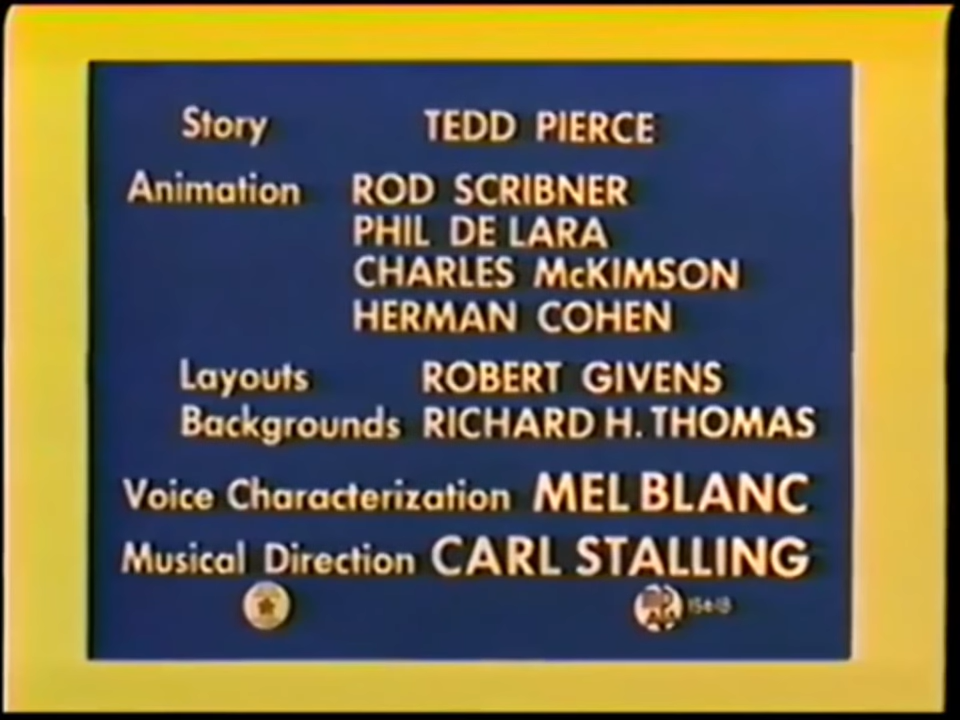 Story TEDD PIERCE
Animation ROD SCRIBNER
PHIL DE LARA
CHARLES McKIMSON
HERMAN COHEN
Layouts ROBERT GIVENS
Backgrounds RICHARD H. THOMAS
Voice Characterization MEL BLANC
Musical Direction CARL STALLING